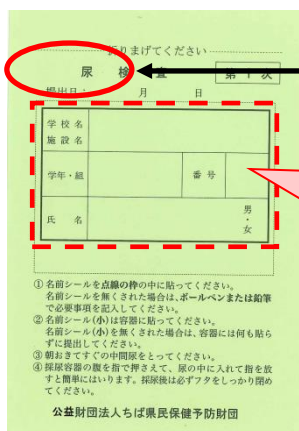 折りまげてください
尿 検 査 第 1 次
提出日： 月 日
学校名
施設名
学年・組
番号
氏 名
男・女
①名前シールを点線の枠の中に貼ってください。
名前シールを無くされた場合は、ボールペンまたは鉛筆
で必要事項を記入してください。
②名前シール(小)は容器に貼ってください。
名前シール(小)を無くされた場合は、容器には何も貼ら
ずに提出してください。
③朝おきてすぐの中間尿をとってください。
④採尿容器の腹を指で押さえて、尿の中に入れて指を放
すと簡単にはいります。採尿後は必ずフタをしっかり閉め
てください。
公益財団法人ちば県民保健予防財団